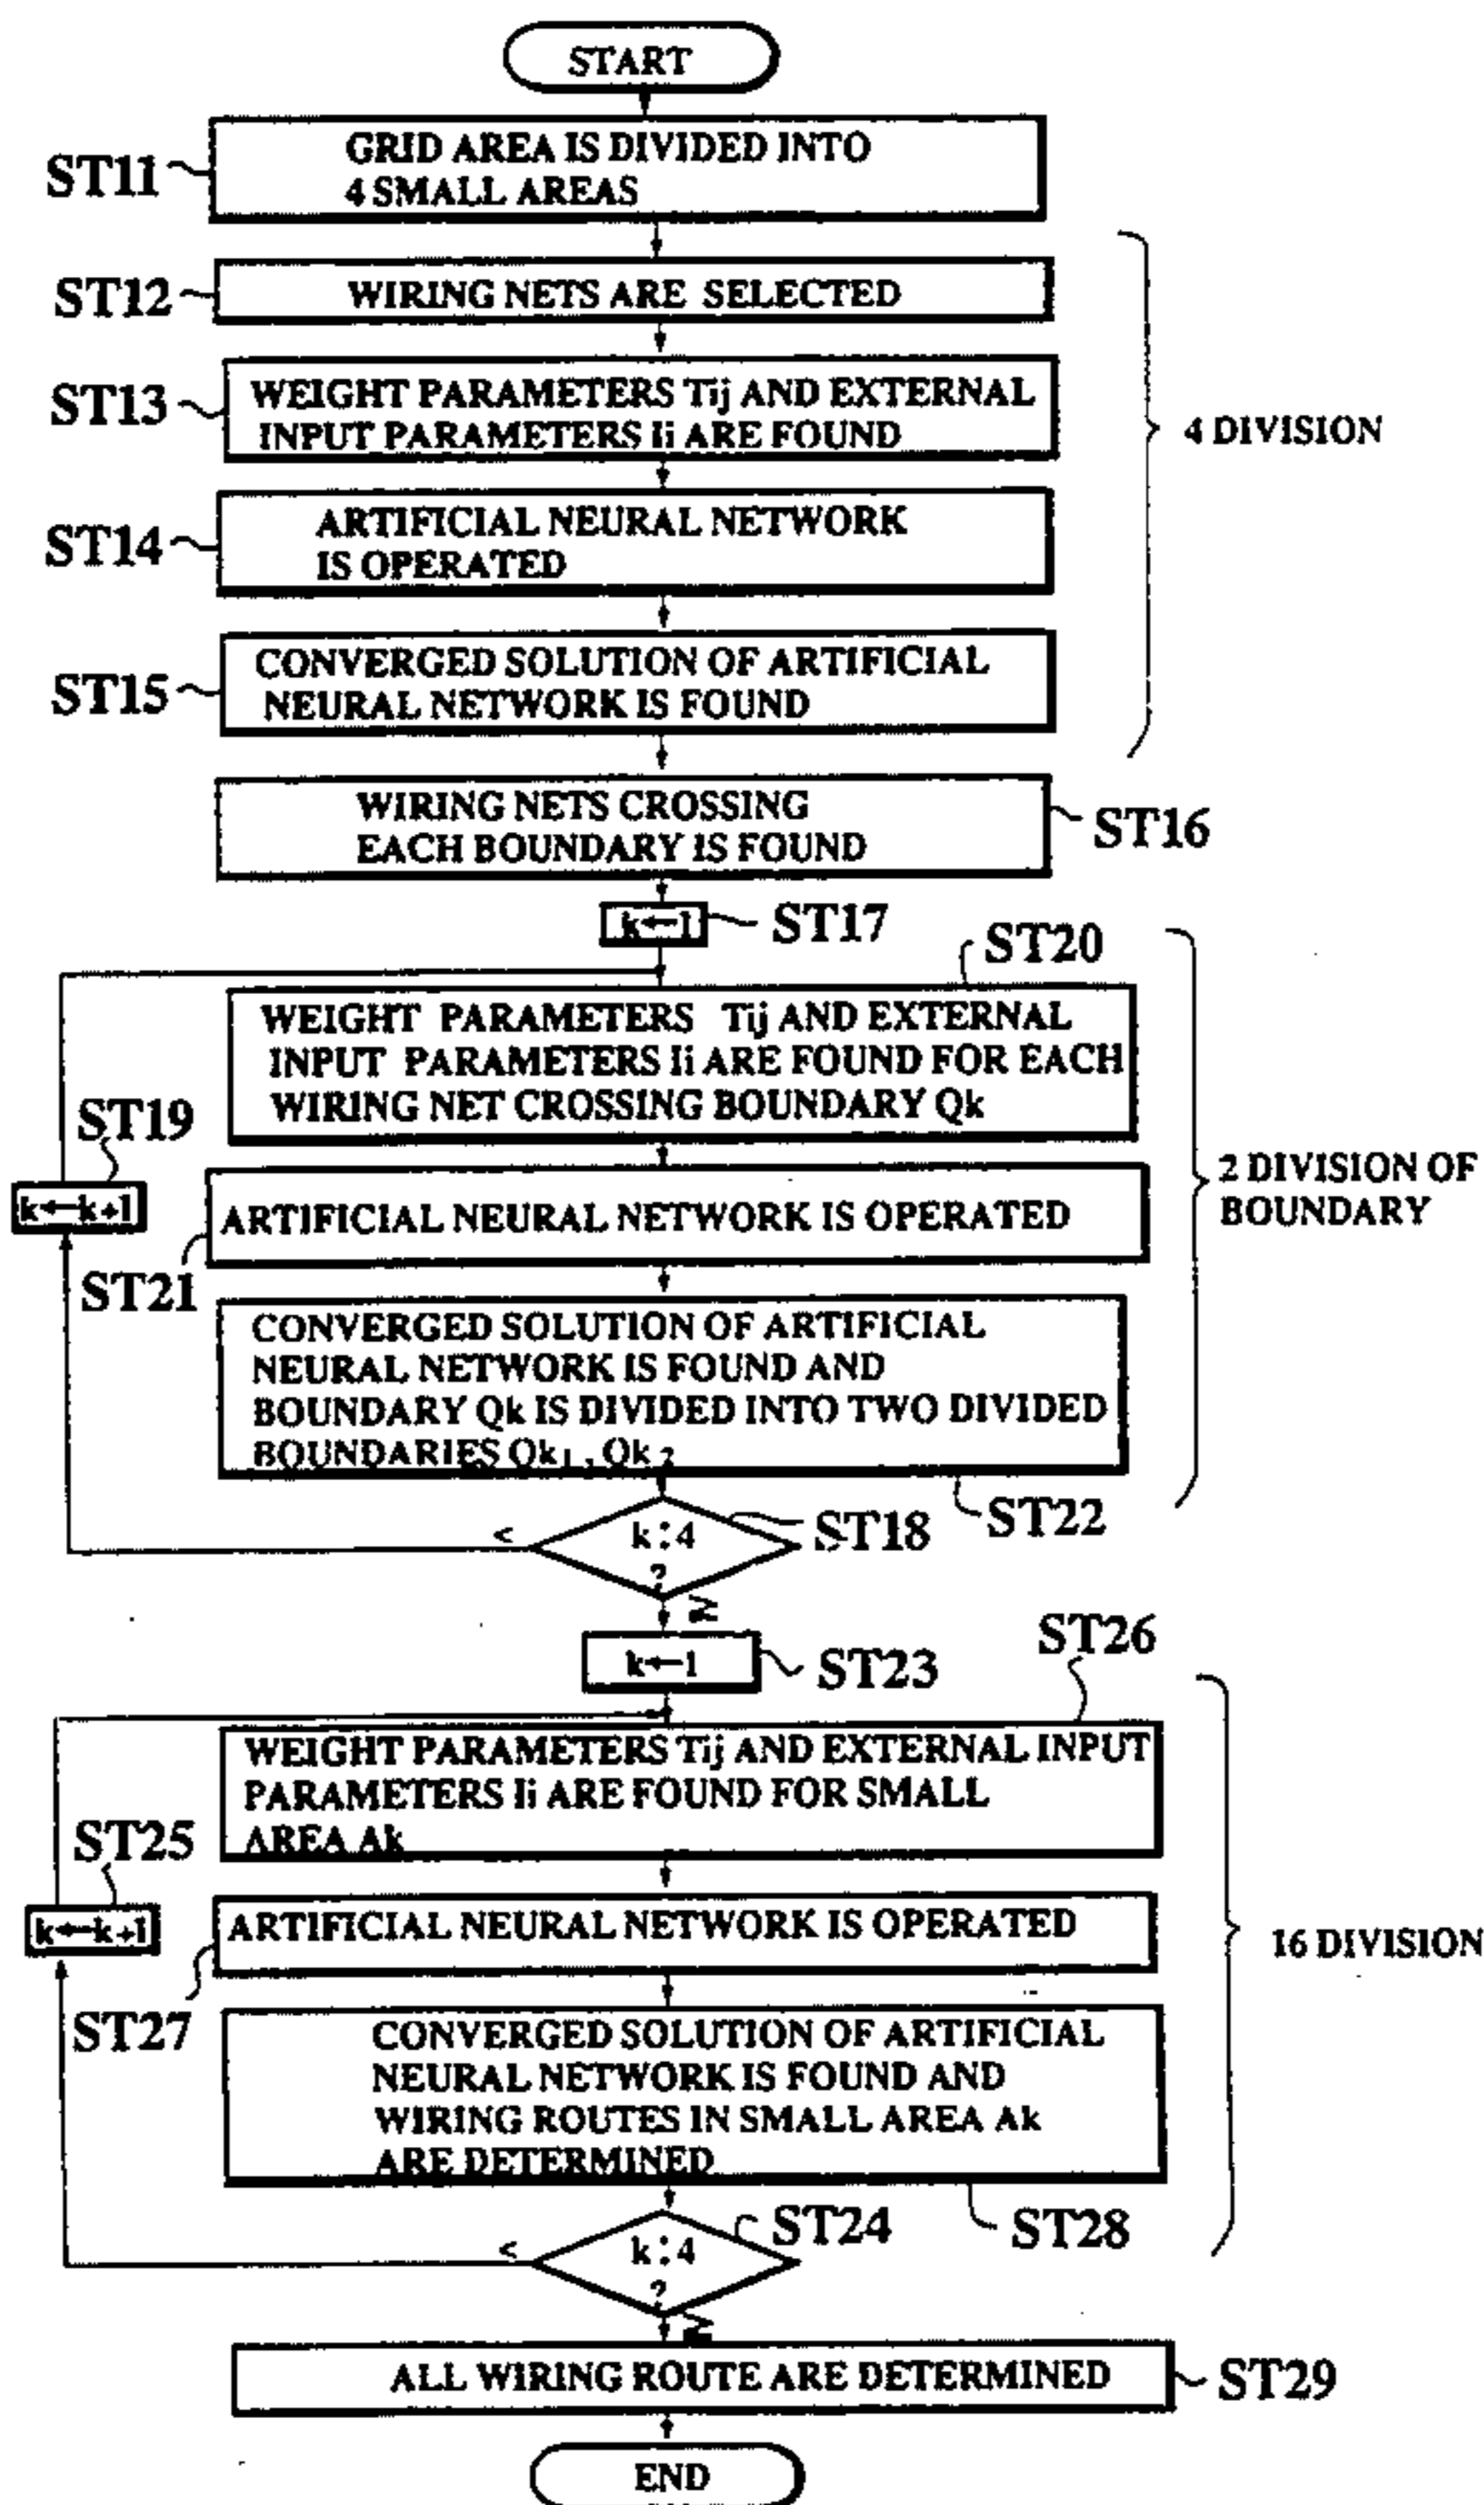 START
GRID AREA IS DIVIDED INTO
4 SMALL AREAS
ST11
WIRING NETS ARE SELECTED
ST12
WEIGHT PARAMETERS Tij AND EXTERNAL
INPUT PARAMETERS Ii ARE FOUND
ST13
4 DIVISION
ARTIFICIAL NEURAL NETWORK
IS OPERATED
ST14
CONVERGED SOLUTION OF ARTIFICIAL
NEURAL NETWORK IS FOUND
ST15
WIRING NETS CROSSING
EACH BOUNDARY IS FOUND
ST16
k←1
ST17
ST20
WEIGHT PARAMETERS Tij AND EXTERNAL
INPUT PARAMETERS Ii ARE FOUND FOR EACH
WIRING NET CROSSING BOUNDARY Qk
ST19
k←k+1
2 DIVISION OF
BOUNDARY
ARTIFICIAL NEURAL NETWORK IS OPERATED
ST21
CONVERGED SOLUTION OF ARTIFICIAL
NEURAL NETWORK IS FOUND AND
BOUNDARY Qk IS DIVIDED INTO TWO DIVIDED
BOUNDARIES Qk1, Qk2
ST22
<
k:4
?
ST18
≥
k←1
ST23
ST26
WEIGHT PARAMETERS Tij AND EXTERNAL INPUT
PARAMETERS Ii ARE FOUND FOR SMALL
AREA Ak
ST25
k←k+1
ARTIFICIAL NEURAL NETWORK IS OPERATED
16 DIVISION
ST27
CONVERGED SOLUTION OF ARTIFICIAL
NEURAL NETWORK IS FOUND AND
WIRING ROUTES IN SMALL AREA Ak
ARE DETERMINED
ST28
<
k:4
?
ST24
≥
ALL WIRING ROUTE ARE DETERMINED
ST29
END